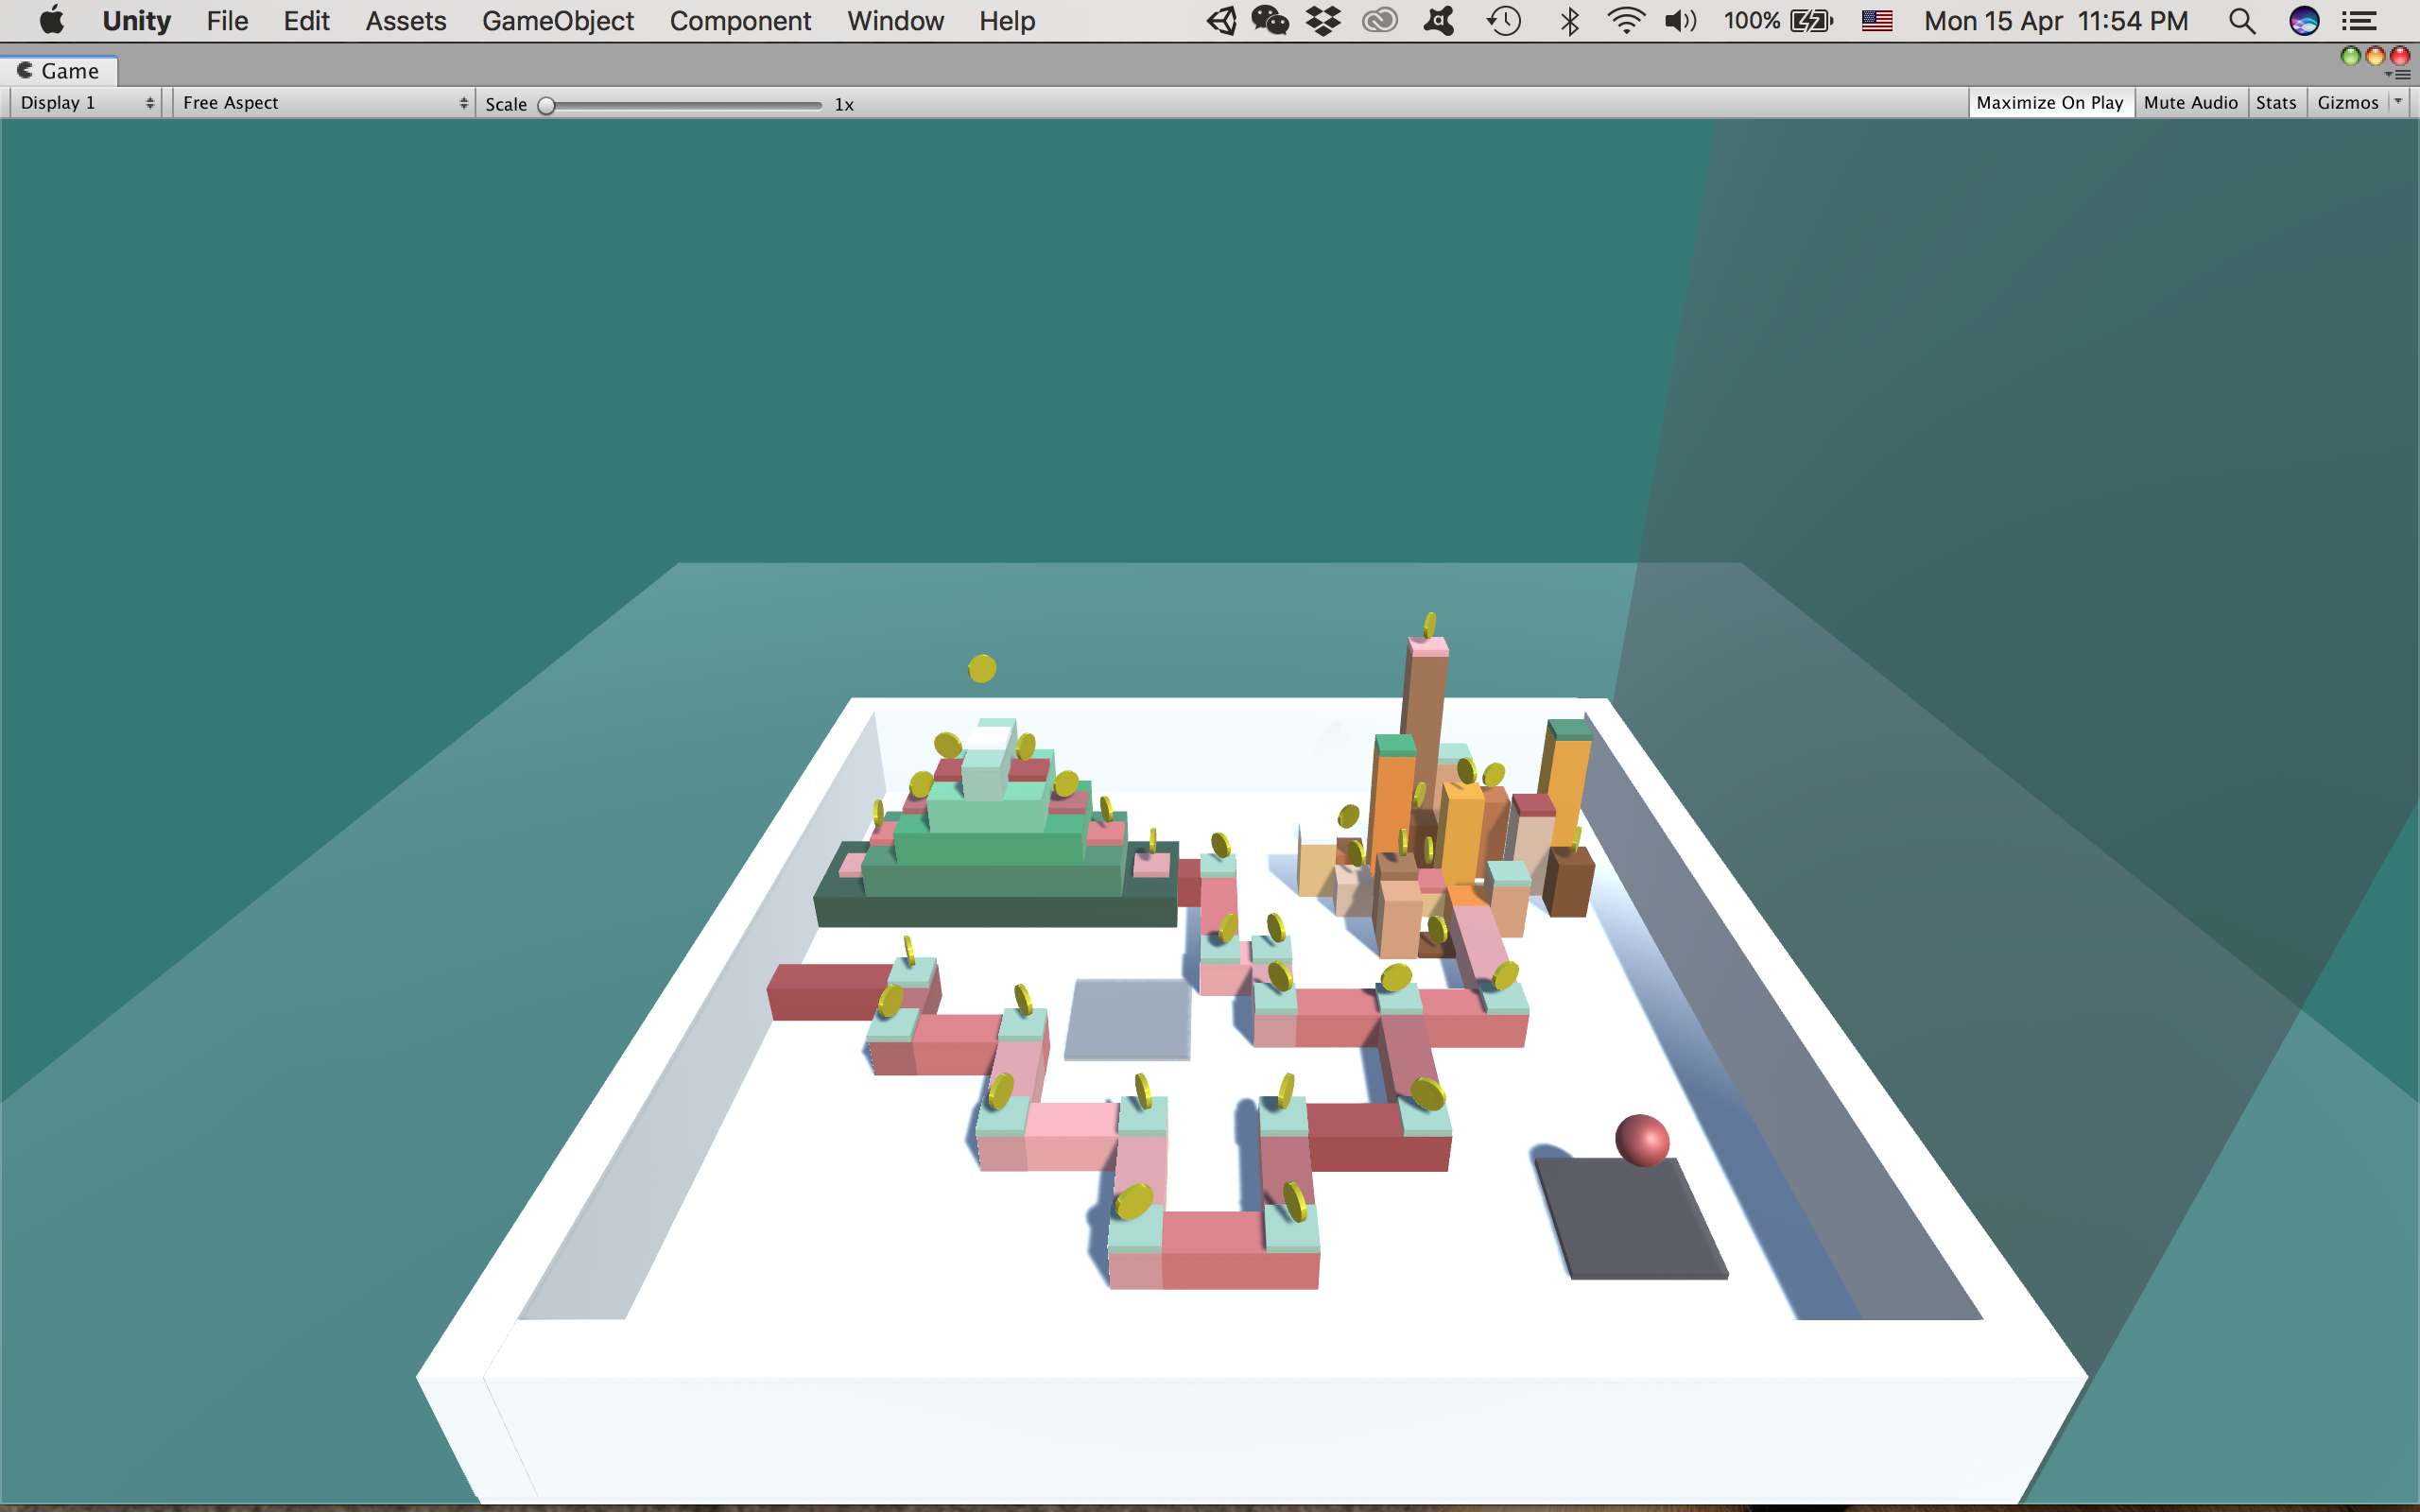 Unity File Edit Assets GameObject Component Window Help 100% Mon 15 Apr 11:54 PM
Game
Display 1 Free Aspect Scale 1x Maximize On Play Mute Audio Stats Gizmos